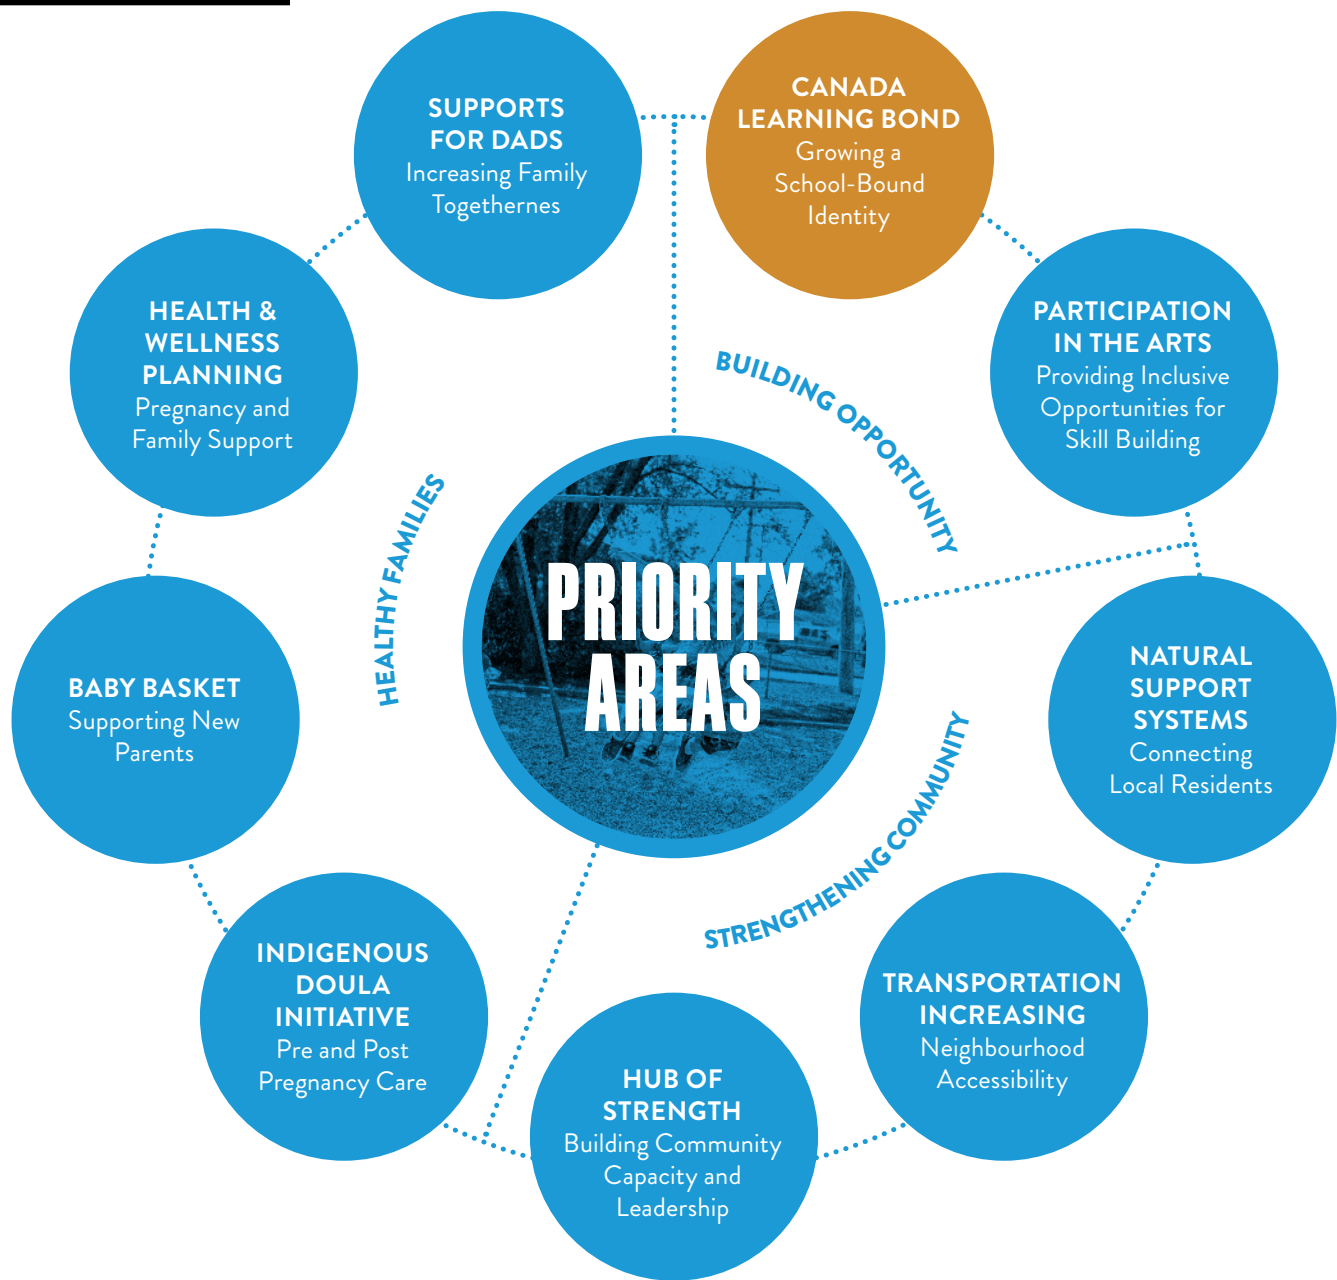 SUPPORTS
FOR DADS
Increasing Family
Togethernes
CANADA
LEARNING BOND
Growing a
School-Bound
Identity
HEALTH &
WELLNESS
PLANNING
Pregnancy and
Family Support
PARTICIPATION
IN THE ARTS
Providing Inclusive
Opportunities for
Skill Building
BUILDING OPPORTUNITY
HEALTHY FAMILIES
PRIORITY
AREAS
BABY BASKET
Supporting New
Parents
NATURAL
SUPPORT
SYSTEMS
Connecting
Local Residents
STRENGTHENING COMMUNITY
INDIGENOUS
DOULA
INITIATIVE
Pre and Post
Pregnancy Care
TRANSPORTATION
INCREASING
Neighbourhood
Accessibility
HUB OF
STRENGTH
Building Community
Capacity and
Leadership